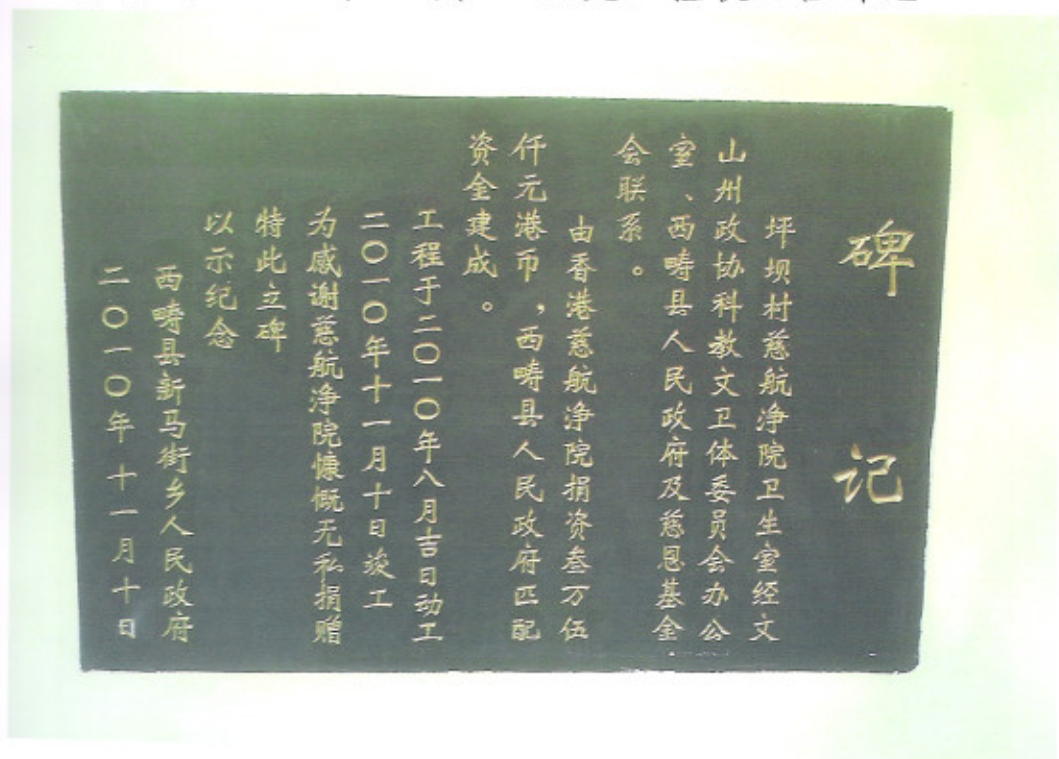 碑记
坪坝村慈航净院卫生室经文
山州政协科教文卫体委员会办公
室、西畴县人民政府及慈恩基金
会联系。
由香港慈航净院捐资叁万伍
仟元港币，西畴县人民政府匹配
资金建成。
工程于二〇一〇年八月吉日动工
二〇一〇年十一月十日竣工
为感谢慈航净院慷慨无私捐赠
特此立碑
以示纪念
西畴县新马街乡人民政府
二〇一〇年十一月十日